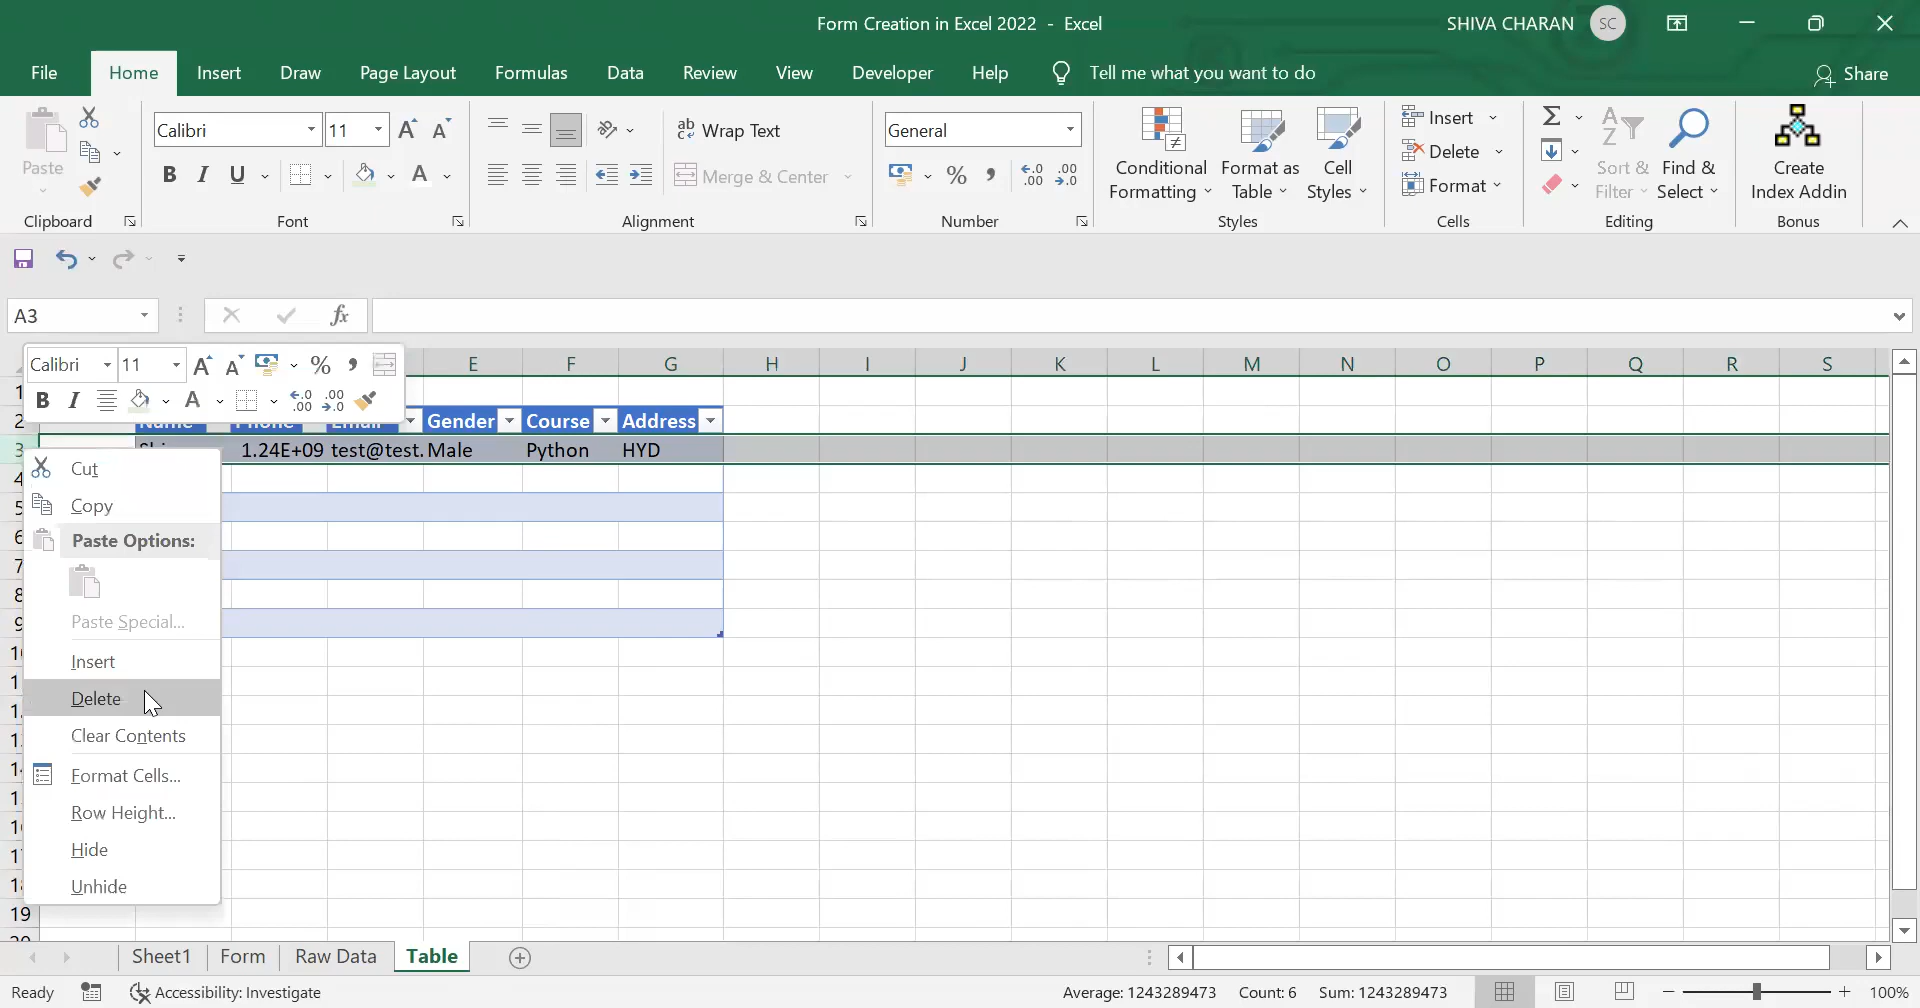 Form Creation in Excel 2022 - Excel
SHIVA CHARAN SC
File Home Insert Draw Page Layout Formulas Data Review View Developer Help Tell me what you want to do Share
Paste
Clipboard
Calibri 11
B I U A
Font
ab Wrap Text
Merge & Center
Alignment
General
%
Number
Conditional Formatting
Format as Table
Cell Styles
Styles
Insert
Delete
Format
Cells
Sort & Filter
Find & Select
Editing
Create Index Addin
Bonus
A3
fx
Calibri 11 A A % ,
B I A
E F G H I J K L M N O P Q R S
1
2 Name Phone Email Gender Course Address
3 1.24E+09 test@test. Male Python HYD
Cut
Copy
Paste Options:
Paste Special...
Insert
Delete
Clear Contents
Format Cells...
Row Height...
Hide
Unhide
19
Sheet1 Form Raw Data Table
Ready Accessibility: Investigate Average: 1243289473 Count: 6 Sum: 1243289473 100%